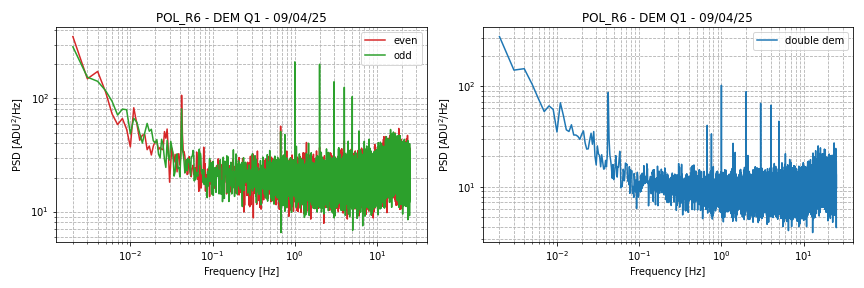 POL_R6 - DEM Q1 - 09/04/25
even
odd
PSD [ADU²/Hz]
10²
10¹
10⁻²
10⁻¹
10⁰
10¹
Frequency [Hz]
POL_R6 - DEM Q1 - 09/04/25
double dem
PSD [ADU²/Hz]
10²
10¹
10⁻²
10⁻¹
10⁰
10¹
Frequency [Hz]